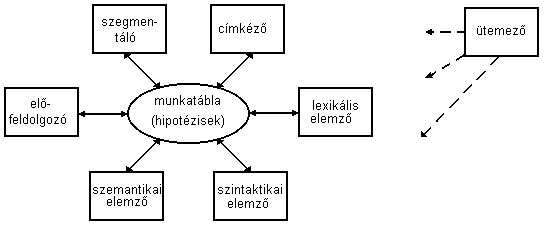 szegmen-
táló
címkéző
ütemező
elő-
feldolgozó
munkatábla
(hipotézisek)
lexikális
elemző
szemantikai
elemző
szintaktikai
elemző